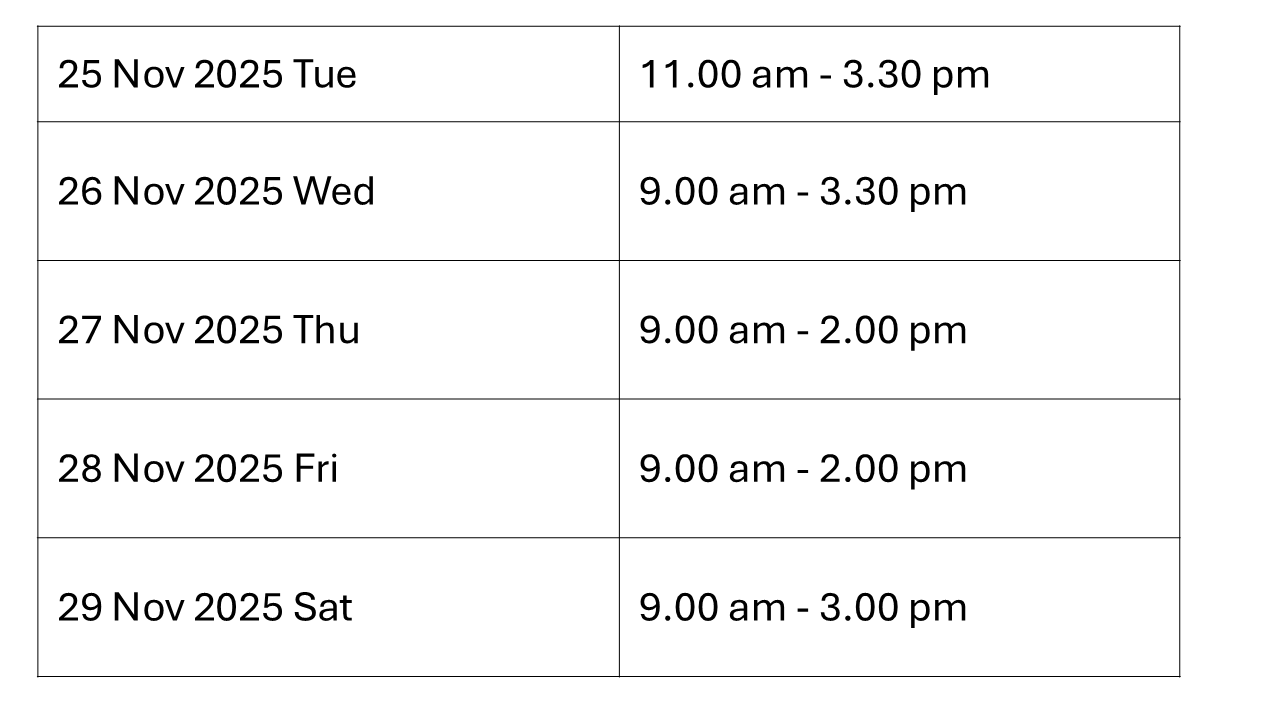 25 Nov 2025 Tue 11.00 am - 3.30 pm
26 Nov 2025 Wed 9.00 am - 3.30 pm
27 Nov 2025 Thu 9.00 am - 2.00 pm
28 Nov 2025 Fri 9.00 am - 2.00 pm
29 Nov 2025 Sat 9.00 am - 3.00 pm